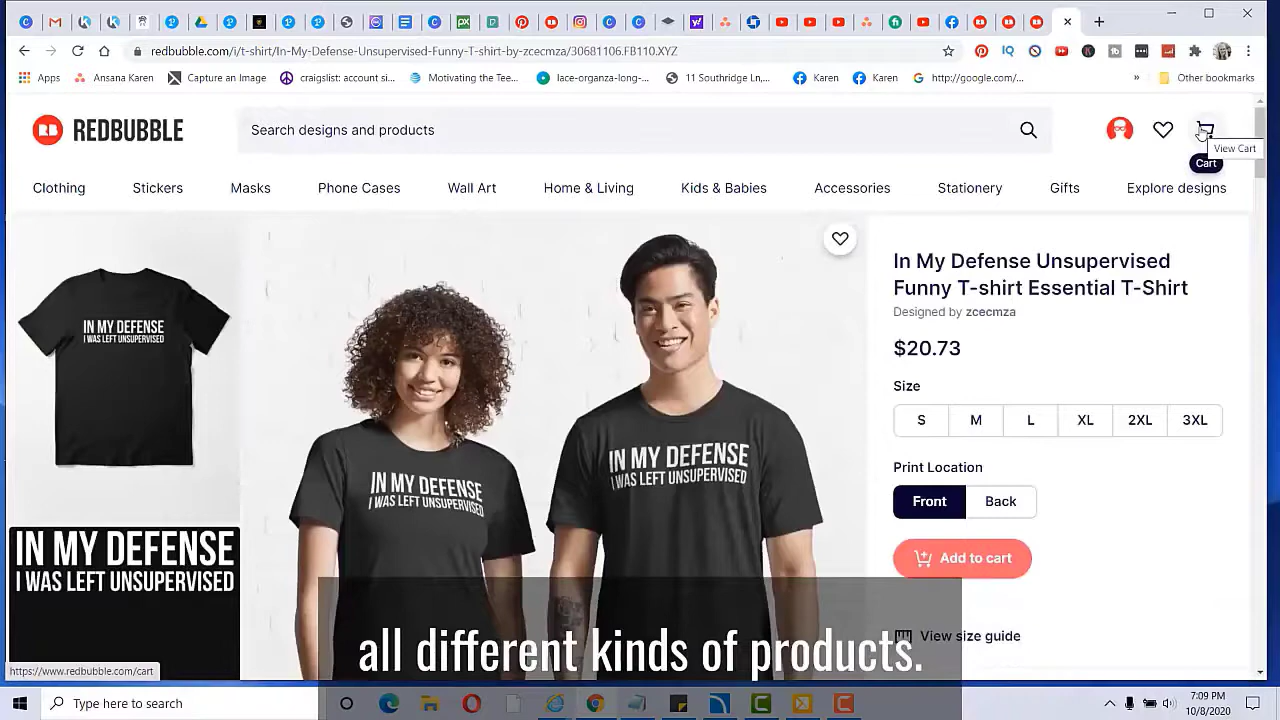 redbubble.com/i/t-shirt/In-My-Defense-Unsupervised-Funny-T-shirt-by-zcecmza/30681106.FB110.XYZ
Apps
Ansana Karen
Capture an Image
craigslist: account si...
Motioizing the Tea...
lace-organza-long-...
11 Soubridge Ln,...
Karen
Karen
http://google.com/...
»
Other bookmarks
RB REDBUBBLE
Search designs and products
View Cart
Cart
Clothing
Stickers
Masks
Phone Cases
Wall Art
Home & Living
Kids & Babies
Accessories
Stationery
Gifts
Explore designs
IN MY DEFENSE
I WAS LEFT UNSUPERVISED
IN MY DEFENSE
I WAS LEFT UNSUPERVISED
IN MY DEFENSE
I WAS LEFT UNSUPERVISED
IN MY DEFENSE
I WAS LEFT UNSUPERVISED
In My Defense Unsupervised
Funny T-shirt Essential T-Shirt
Designed by zcecmza
$20.73
Size
S M L XL 2XL 3XL
Print Location
Front Back
Add to cart
View size guide
all different kinds of products.
https://www.redbubble.com/cart
Type here to search
7:09 PM
10/8/2020